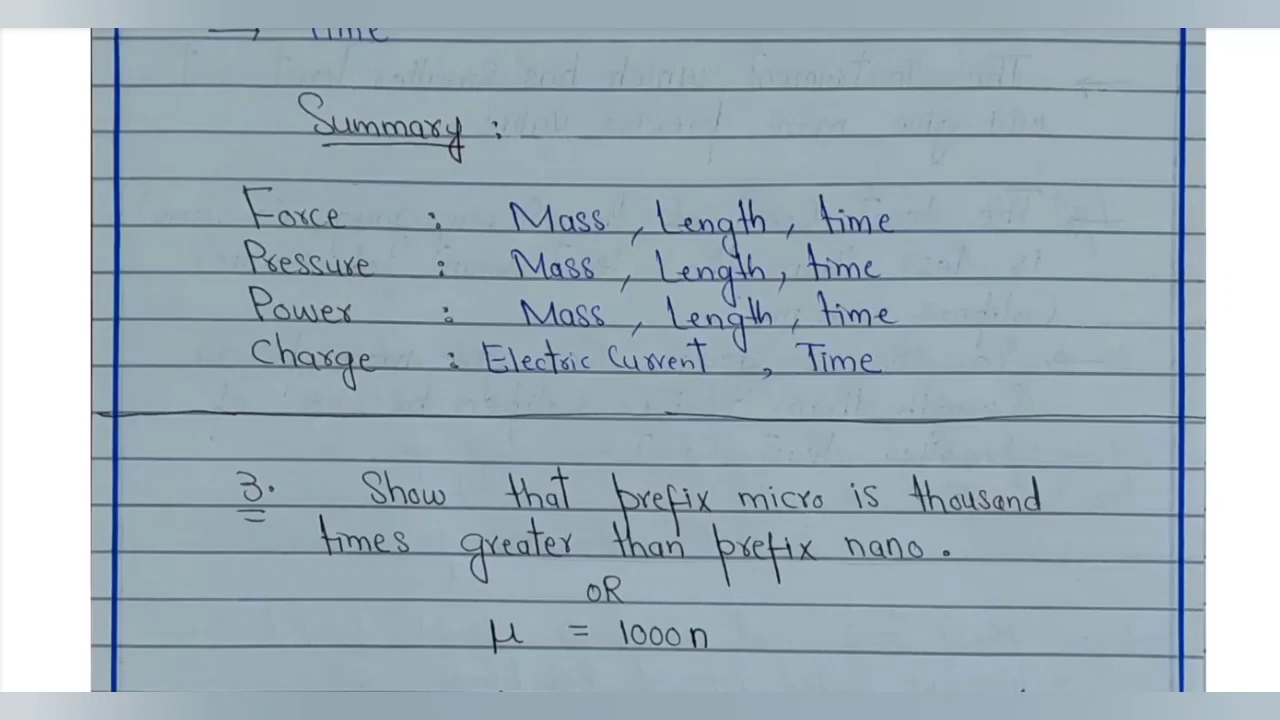 → Time
Summary :
Force : Mass, Length, time
Pressure : Mass, Length, time
Power : Mass, Length, time
Charge : Electric Current, Time
3. Show that prefix micro is thousand
times greater than prefix nano.
OR
μ = 1000n